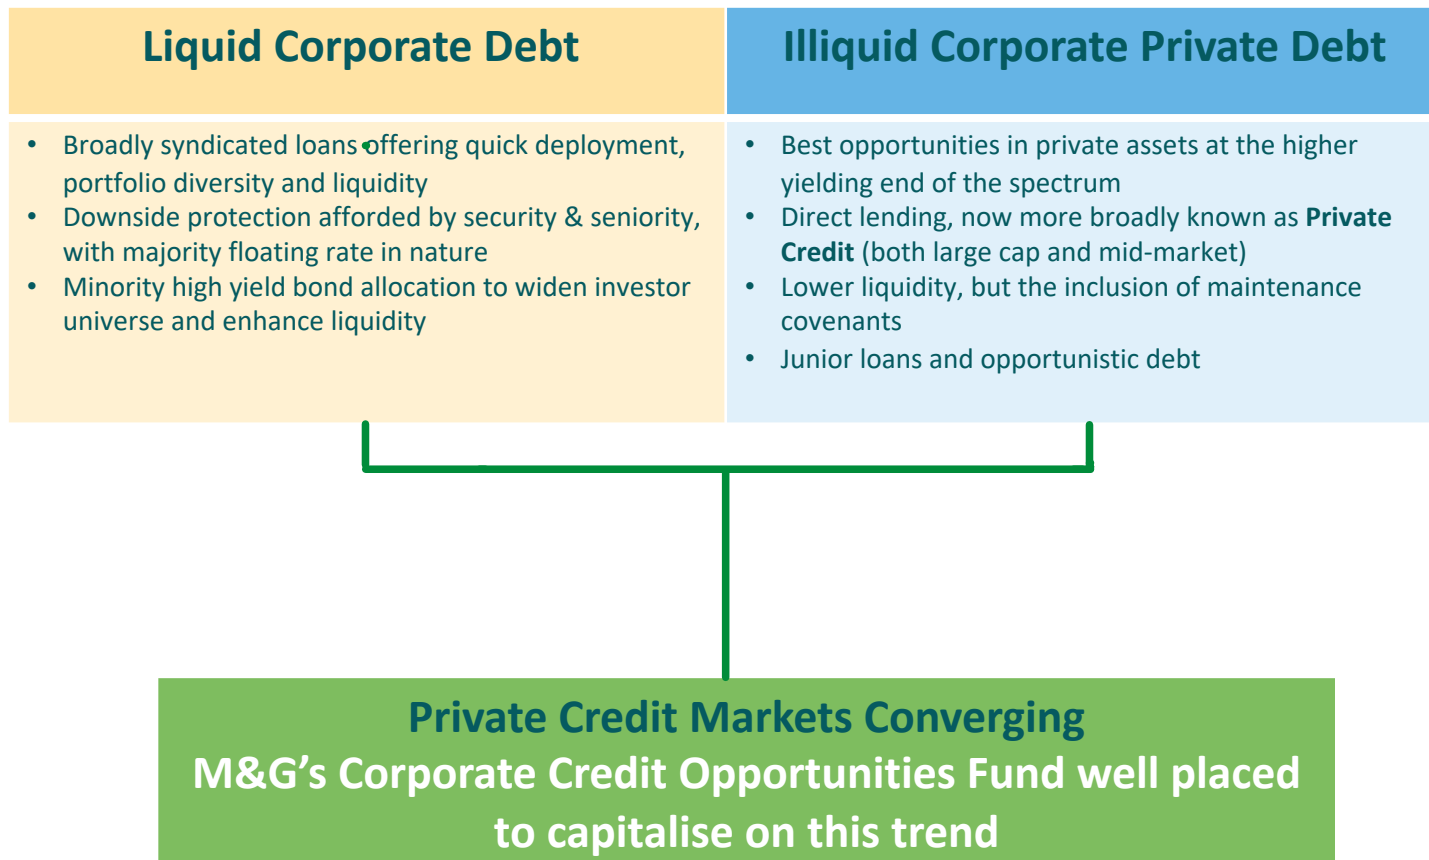 Liquid Corporate Debt
• Broadly syndicated loans offering quick deployment,
portfolio diversity and liquidity
• Downside protection afforded by security & seniority,
with majority floating rate in nature
• Minority high yield bond allocation to widen investor
universe and enhance liquidity
Illiquid Corporate Private Debt
• Best opportunities in private assets at the higher
yielding end of the spectrum
• Direct lending, now more broadly known as Private
Credit (both large cap and mid-market)
• Lower liquidity, but the inclusion of maintenance
covenants
• Junior loans and opportunistic debt
Private Credit Markets Converging
M&G’s Corporate Credit Opportunities Fund well placed
to capitalise on this trend